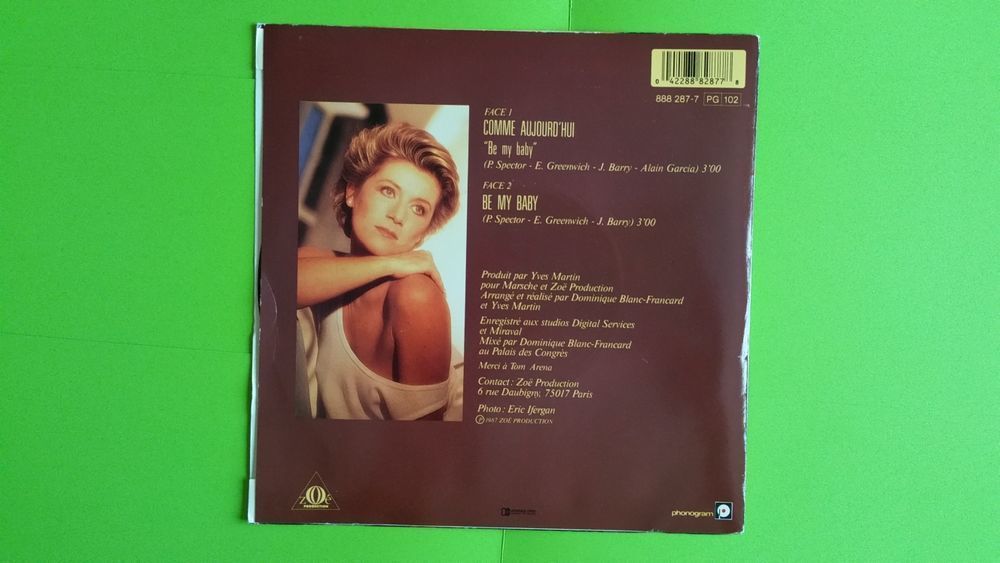 0 42288 82877 8
888 287-7 PG 102
FACE 1
COMME AUJOURD'HUI
"Be my baby"
(P. Spector - E. Greenwich - J. Barry - Alain Garcia) 3'00
FACE 2
BE MY BABY
(P. Spector - E. Greenwich - J. Barry) 3'00
Produit par Yves Martin
pour Marsche et Zoë Production
Arrangé et réalisé par Dominique Blanc-Francard
et Yves Martin
Enregistré aux studios Digital Services
et Miraval
Mixé par Dominique Blanc-Francard
au Palais des Congrès
Merci à Tom Arena
Contact : Zoë Production
6 rue Daubigny, 75017 Paris
Photo : Eric Ifergan
℗ 1987 ZOË PRODUCTION
PRODUCTION
phonogram